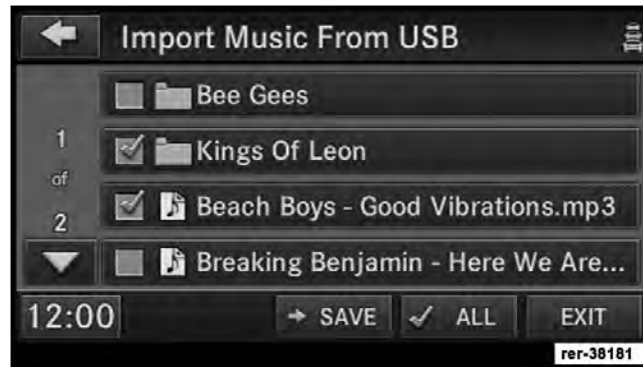 Import Music From USB
Bee Gees
1
of
2
Kings Of Leon
Beach Boys - Good Vibrations.mp3
Breaking Benjamin - Here We Are...
12:00
SAVE
ALL
EXIT
rer-38181